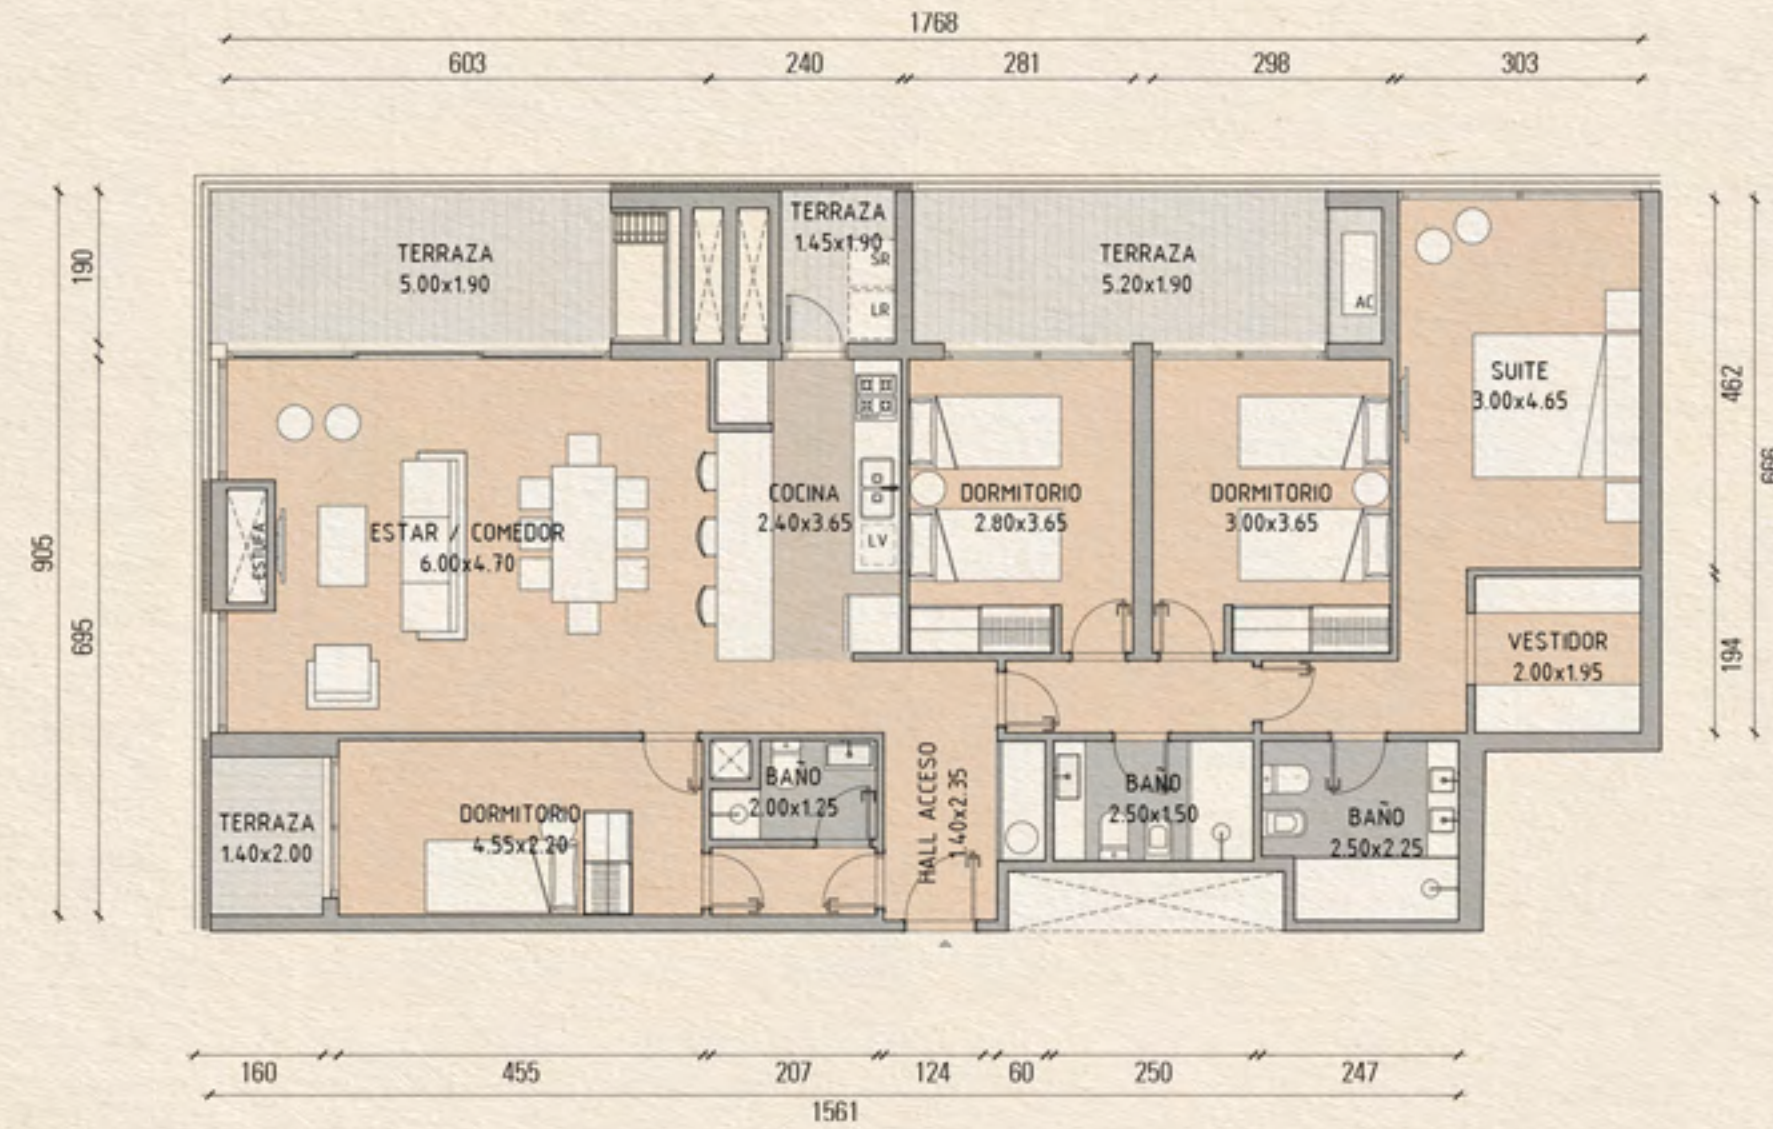 1768
603
240
281
298
303
TERRAZA
5.00x1.90
TERRAZA
1.45x1.90
SR
LR
TERRAZA
5.20x1.90
AC
190
695
905
462
194
666
SUITE
3.00x4.65
ESTUFA
ESTAR / COMEDOR
6.00x4.70
COCINA
2.40x3.65
LV
DORMITORIO
2.80x3.65
DORMITORIO
3.00x3.65
VESTIDOR
2.00x1.95
TERRAZA
1.40x2.00
DORMITORIO
4.55x2.20
BAÑO
2.00x1.25
HALL ACCESO
1.40x2.35
BAÑO
2.50x1.50
BAÑO
2.50x2.25
160
455
207
124
60
250
247
1561